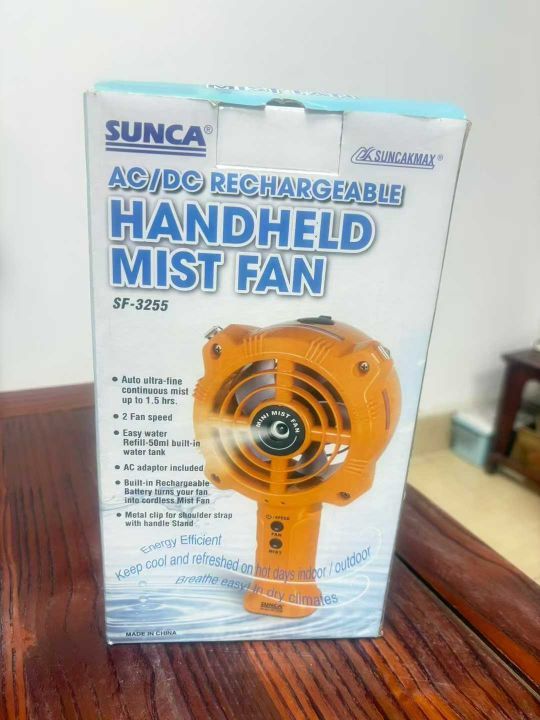 MIST FAN
SUNCA®
SUNCAKMAX®
AC/DC RECHARGEABLE
HANDHELD
MIST FAN
SF-3255
• Auto ultra-fine
continuous mist
up to 1.5 hrs.
• 2 Fan speed
• Easy water
Refill-50ml built-in
water tank
• AC adaptor included
• Built-in Rechargeable
Battery turns your fan
into cordless Mist Fan
• Metal clip for shoulder strap
with handle Stand
MINI MIST FAN
/SPEED
FAN
MIST
Energy Efficient
Keep cool and refreshed on hot days indoor / outdoor
Breathe easy! in dry climates
SUNCA
MADE IN CHINA